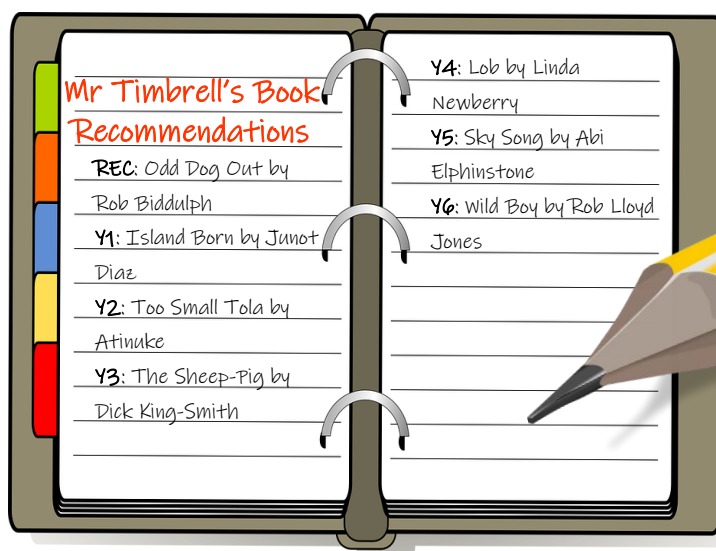 Mr Timbrell's Book
Recommendations
REC: Odd Dog Out by
Rob Biddulph
Y1: Island Born by Junot
Diaz
Y2: Too Small Tola by
Atinuke
Y3: The Sheep-Pig by
Dick King-Smith
Y4: Lob by Linda
Newberry
Y5: Sky Song by Abi
Elphinstone
Y6: Wild Boy by Rob Lloyd
Jones